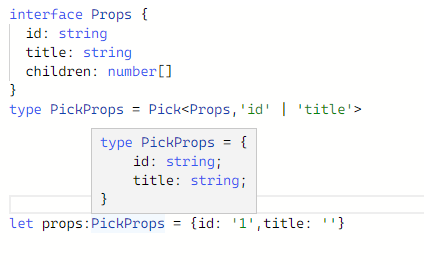 interface Props {
  id: string
  title: string
  children: number[]
}
type PickProps = Pick<Props,'id' | 'title'>
type PickProps = {
    id: string;
    title: string;
}
let props:PickProps = {id: '1',title: ''}